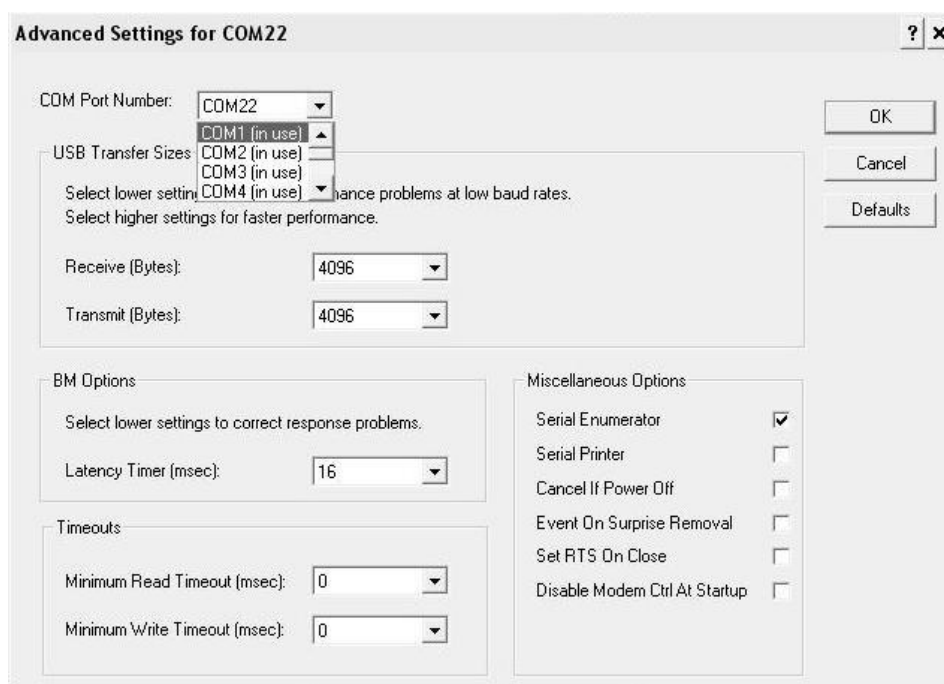 Advanced Settings for COM22
? ×
COM Port Number:
COM22
COM1 (in use)
COM2 (in use)
COM3 (in use)
COM4 (in use)
OK
Cancel
Defaults
USB Transfer Sizes
Select lower mance problems at low baud rates.
Select higher settings for faster performance.
Receive (Bytes):
4096
Transmit (Bytes):
4096
BM Options
Select lower settings to correct response problems.
Latency Timer (msec):
16
Timeouts
Minimum Read Timeout (msec):
0
Minimum Write Timeout (msec):
0
Miscellaneous Options
Serial Enumerator
Serial Printer
Cancel If Power Off
Event On Surprise Removal
Set RTS On Close
Disable Modem Ctrl At Startup